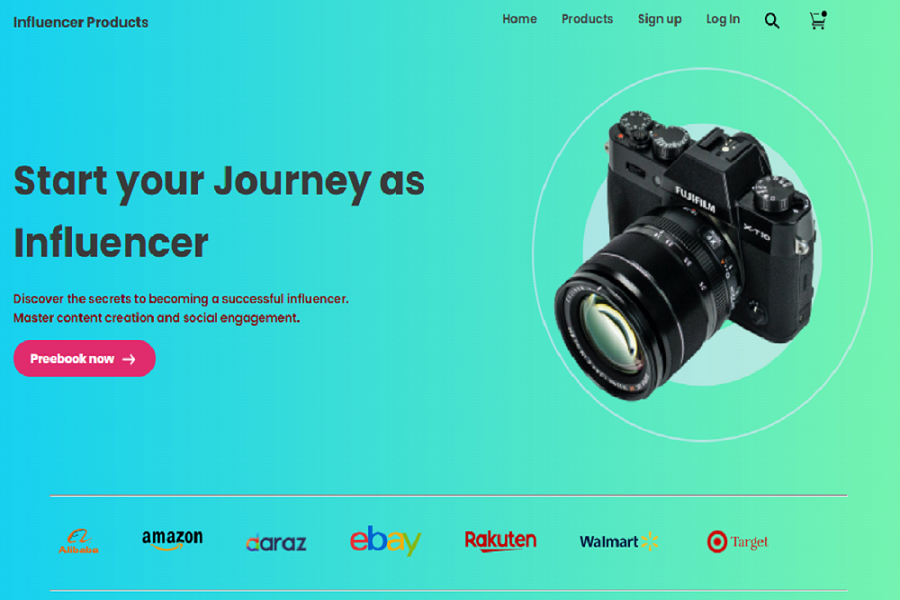 Influencer Products
Home Products Sign up Log In
Start your Journey as
Influencer
Discover the secrets to becoming a successful influencer.
Master content creation and social engagement.
Preebook now
FUJIFILM
X-T10
Alibaba amazon daraz ebay Rakuten Walmart Target